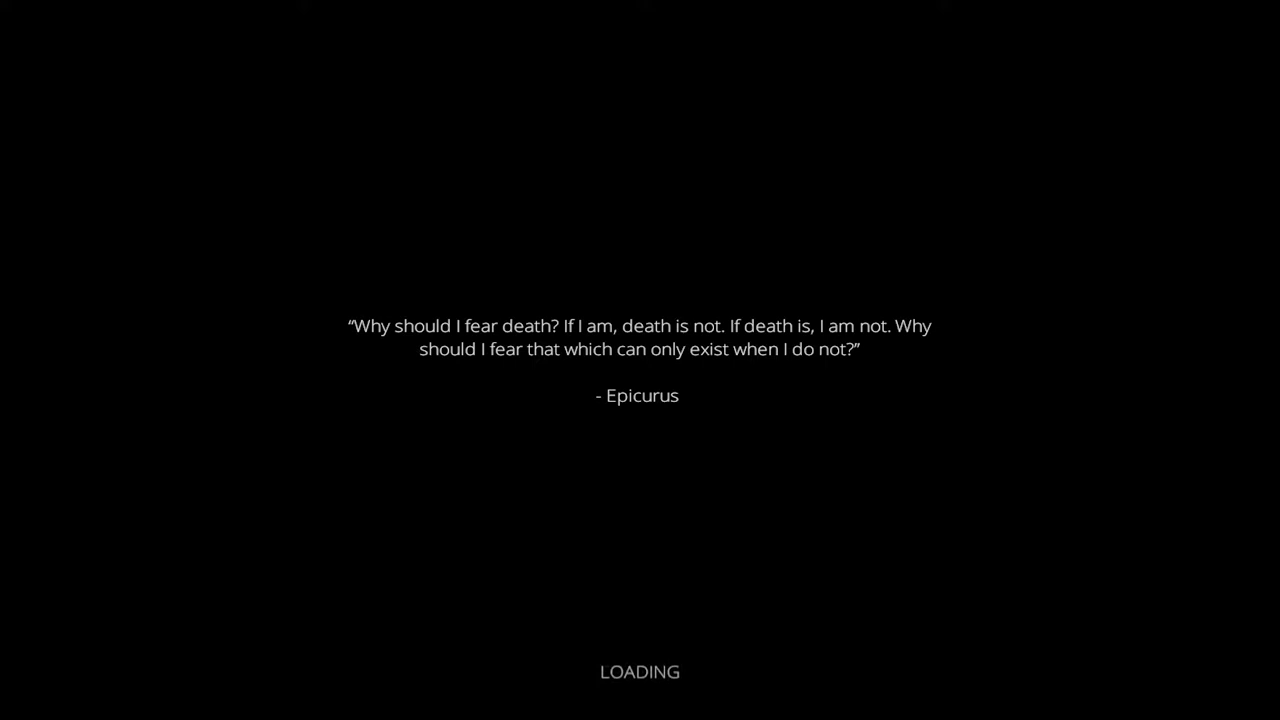 “Why should I fear death? If I am, death is not. If death is, I am not. Why
should I fear that which can only exist when I do not?”
- Epicurus
LOADING